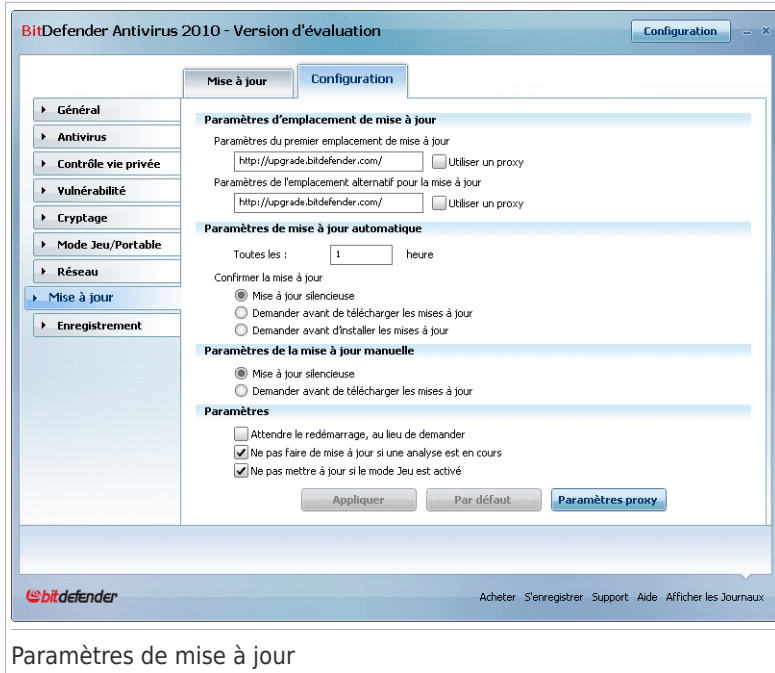 BitDefender Antivirus 2010 - Version d'évaluation
Configuration
Mise à jour
Configuration
Général
Antivirus
Contrôle vie privée
Vulnérabilité
Cryptage
Mode Jeu/Portable
Réseau
Mise à jour
Enregistrement
Paramètres d'emplacement de mise à jour
Paramètres du premier emplacement de mise à jour
http://upgrade.bitdefender.com/ Utiliser un proxy
Paramètres de l'emplacement alternatif pour la mise à jour
http://upgrade.bitdefender.com/ Utiliser un proxy
Paramètres de mise à jour automatique
Toutes les : 1 heure
Confirmer la mise à jour
Mise à jour silencieuse
Demander avant de télécharger les mises à jour
Demander avant d'installer les mises à jour
Paramètres de la mise à jour manuelle
Mise à jour silencieuse
Demander avant de télécharger les mises à jour
Paramètres
Attendre le redémarrage, au lieu de demander
Ne pas faire de mise à jour si une analyse est en cours
Ne pas mettre à jour si le mode Jeu est activé
Appliquer Par défaut Paramètres proxy
bitdefender
Acheter S'enregistrer Support Aide Afficher les Journaux
Paramètres de mise à jour